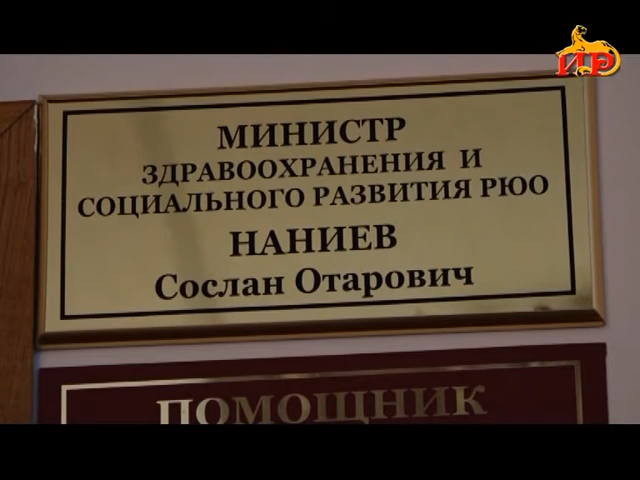 ИР
МИНИСТР
ЗДРАВООХРАНЕНИЯ И
СОЦИАЛЬНОГО РАЗВИТИЯ РЮО
НАНИЕВ
Сослан Отарович
ПОМОЩНИК